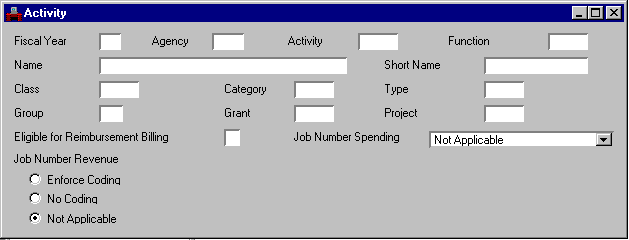 Activity
Fiscal Year Agency Activity Function
Name Short Name
Class Category Type
Group Grant Project
Eligible for Reimbursement Billing Job Number Spending Not Applicable
Job Number Revenue
Enforce Coding
No Coding
Not Applicable